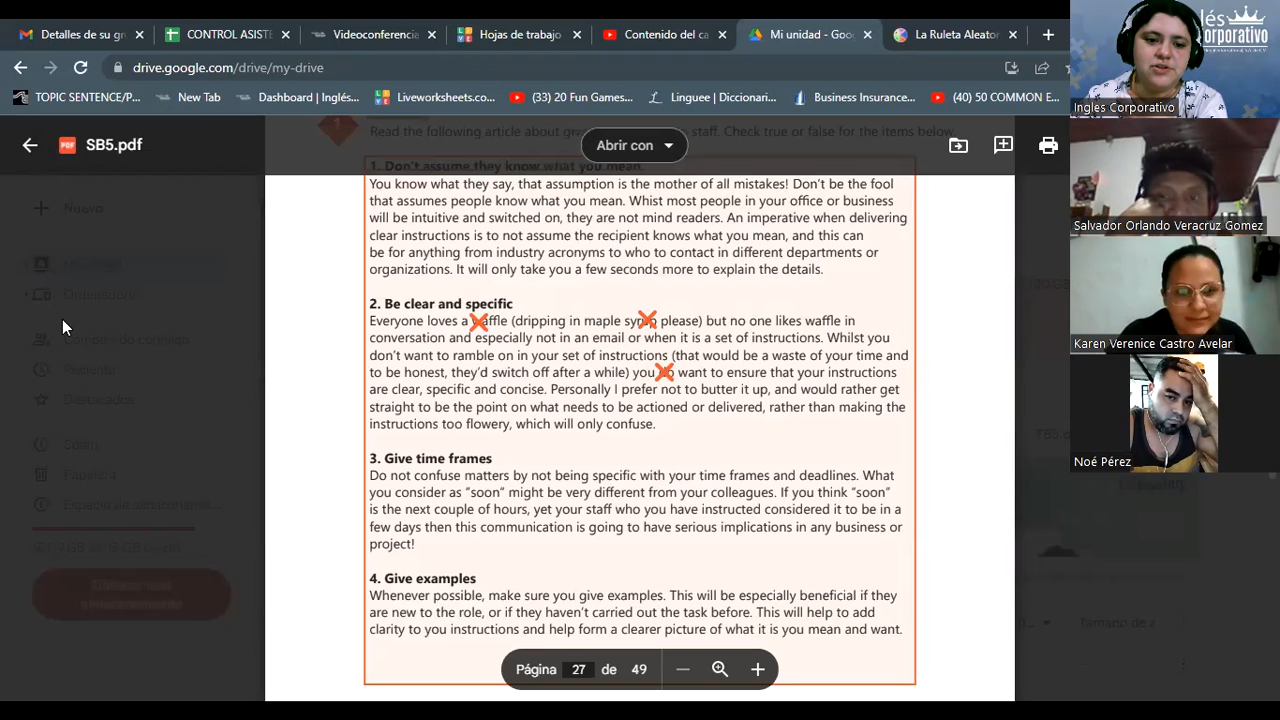 Detalles de su gr
CONTROL ASISTE
Videoconferencia
Hojas de trabajo
Contenido del ca
Mi unidad - Goo
La Ruleta Aleator
drive.google.com/drive/my-drive
TOPIC SENTENCE/P...
New Tab
Dashboard | Inglés...
Liveworksheets.co...
(33) 20 Fun Games...
Linguee | Diccionari...
Business Insurance...
(40) 50 COMMON E...
SB5.pdf
Abrir con
Nuevo
Ordenadores
Compartido conmigo
Reciente
Destacados
Spam
Papelera
Read the following article about
staff. Check true or false for the items below.
1. Don't assume they know what you mean
You know what they say, that assumption is the mother of all mistakes! Don't be the fool
that assumes people know what you mean. Whist most people in your office or business
will be intuitive and switched on, they are not mind readers. An imperative when delivering
clear instructions is to not assume the recipient knows what you mean, and this can
be for anything from industry acronyms to who to contact in different departments or
organizations. It will only take you a few seconds more to explain the details.
2. Be clear and specific
Everyone loves a waffle (dripping in maple syrup please) but no one likes waffle in
conversation and especially not in an email or when it is a set of instructions. Whilst you
don't want to ramble on in your set of instructions (that would be a waste of your time and
to be honest, they'd switch off after a while) you do want to ensure that your instructions
are clear, specific and concise. Personally I prefer not to butter it up, and would rather get
straight to be the point on what needs to be actioned or delivered, rather than making the
instructions too flowery, which will only confuse.
3. Give time frames
Do not confuse matters by not being specific with your time frames and deadlines. What
you consider as "soon" might be very different from your colleagues. If you think "soon"
is the next couple of hours, yet your staff who you have instructed considered it to be in a
few days then this communication is going to have serious implications in any business or
project!
4. Give examples
Whenever possible, make sure you give examples. This will be especially beneficial if they
are new to the role, or if they haven't carried out the task before. This will help to add
clarity to you instructions and help form a clearer picture of what it is you mean and want.
Página 27 de 49
lés
orporativo
Ingles Corporativo
Salvador Orlando Veracruz Gomez
Karen Verenice Castro Avelar
Noé Pérez